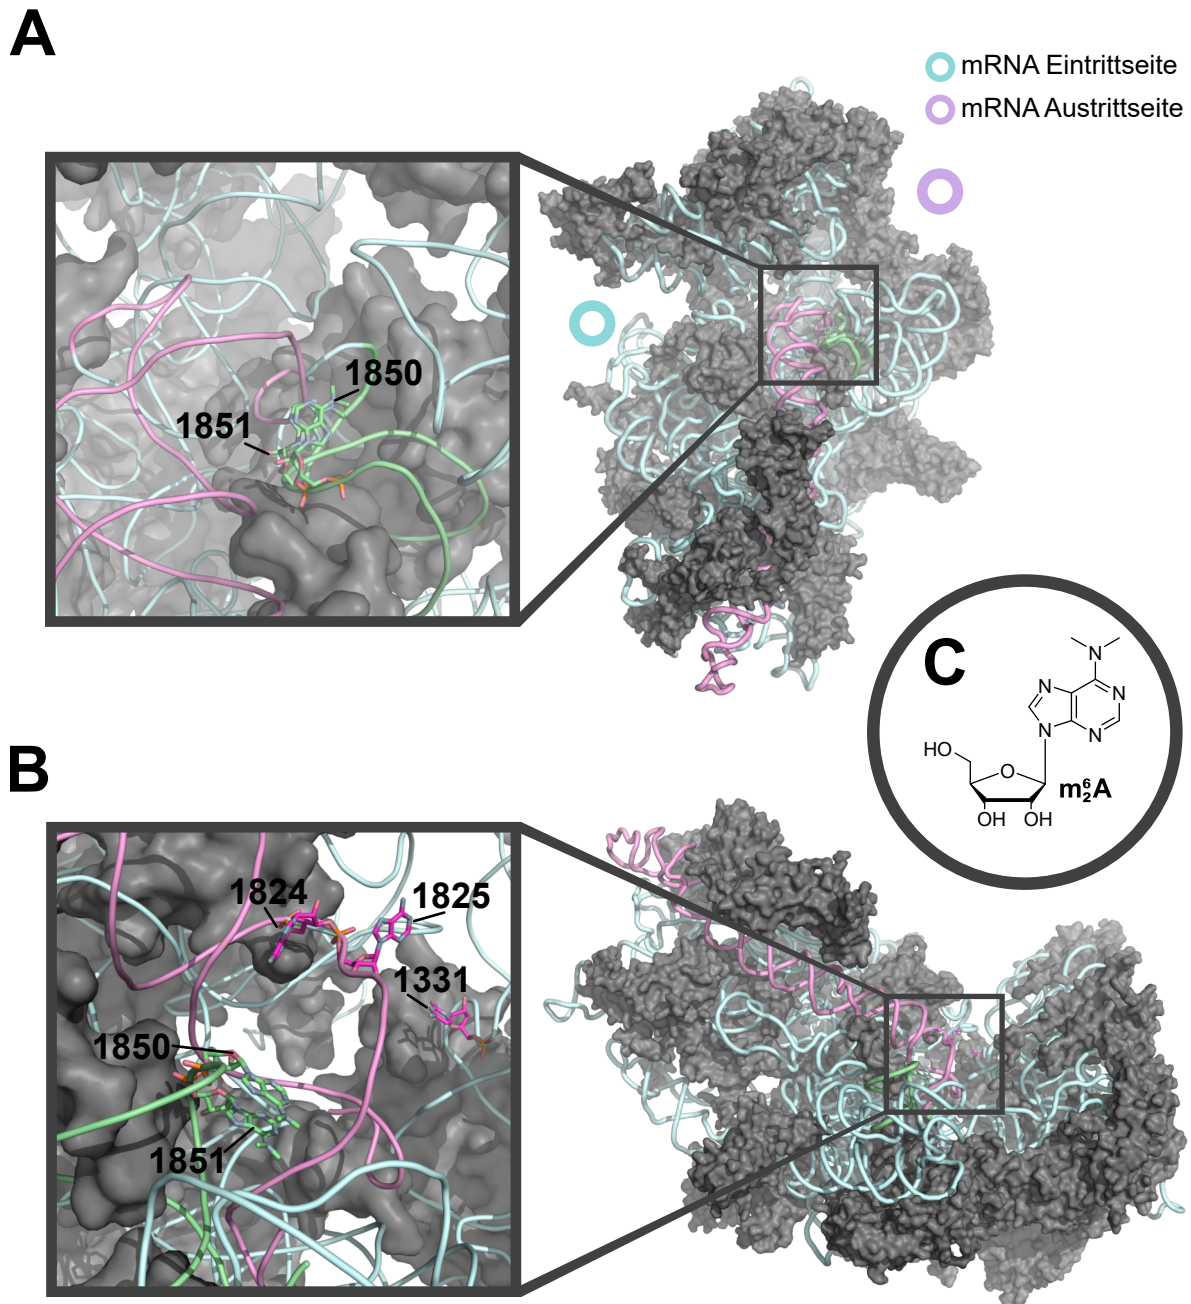 A
mRNA Eintrittseite
mRNA Austrittseite
1850
1851
C
N
N
N
N
N
HO
O
OH
OH
m⁶₂A
B
1824
1825
1331
1850
1851